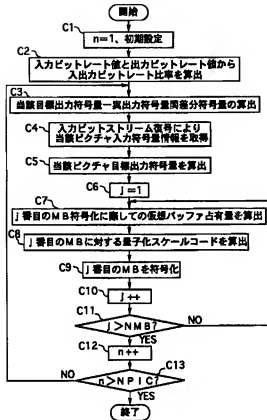 開始
C1
n=1、初期設定
C2
入力ビットレート値と出力ビットレート値から
入出力ビットレート比率を算出
C3
当該目標出力符号量ー実出力符号量間差分符号量の算出
C4
入力ビットストリーム復号により
当該ピクチャ入力符号量情報を取得
C5
当該ピクチャ目標出力符号量を算出
C6
j=1
C7
j番目のMB符号化に際しての仮想バッファ占有量を算出
C8
j番目のMBに対する量子化スケールコードを算出
C9
j番目のMBを符号化
C10
j++
C11
j>NMB?
NO
YES
C12
n++
C13
NO
n>NPIC?
YES
終了